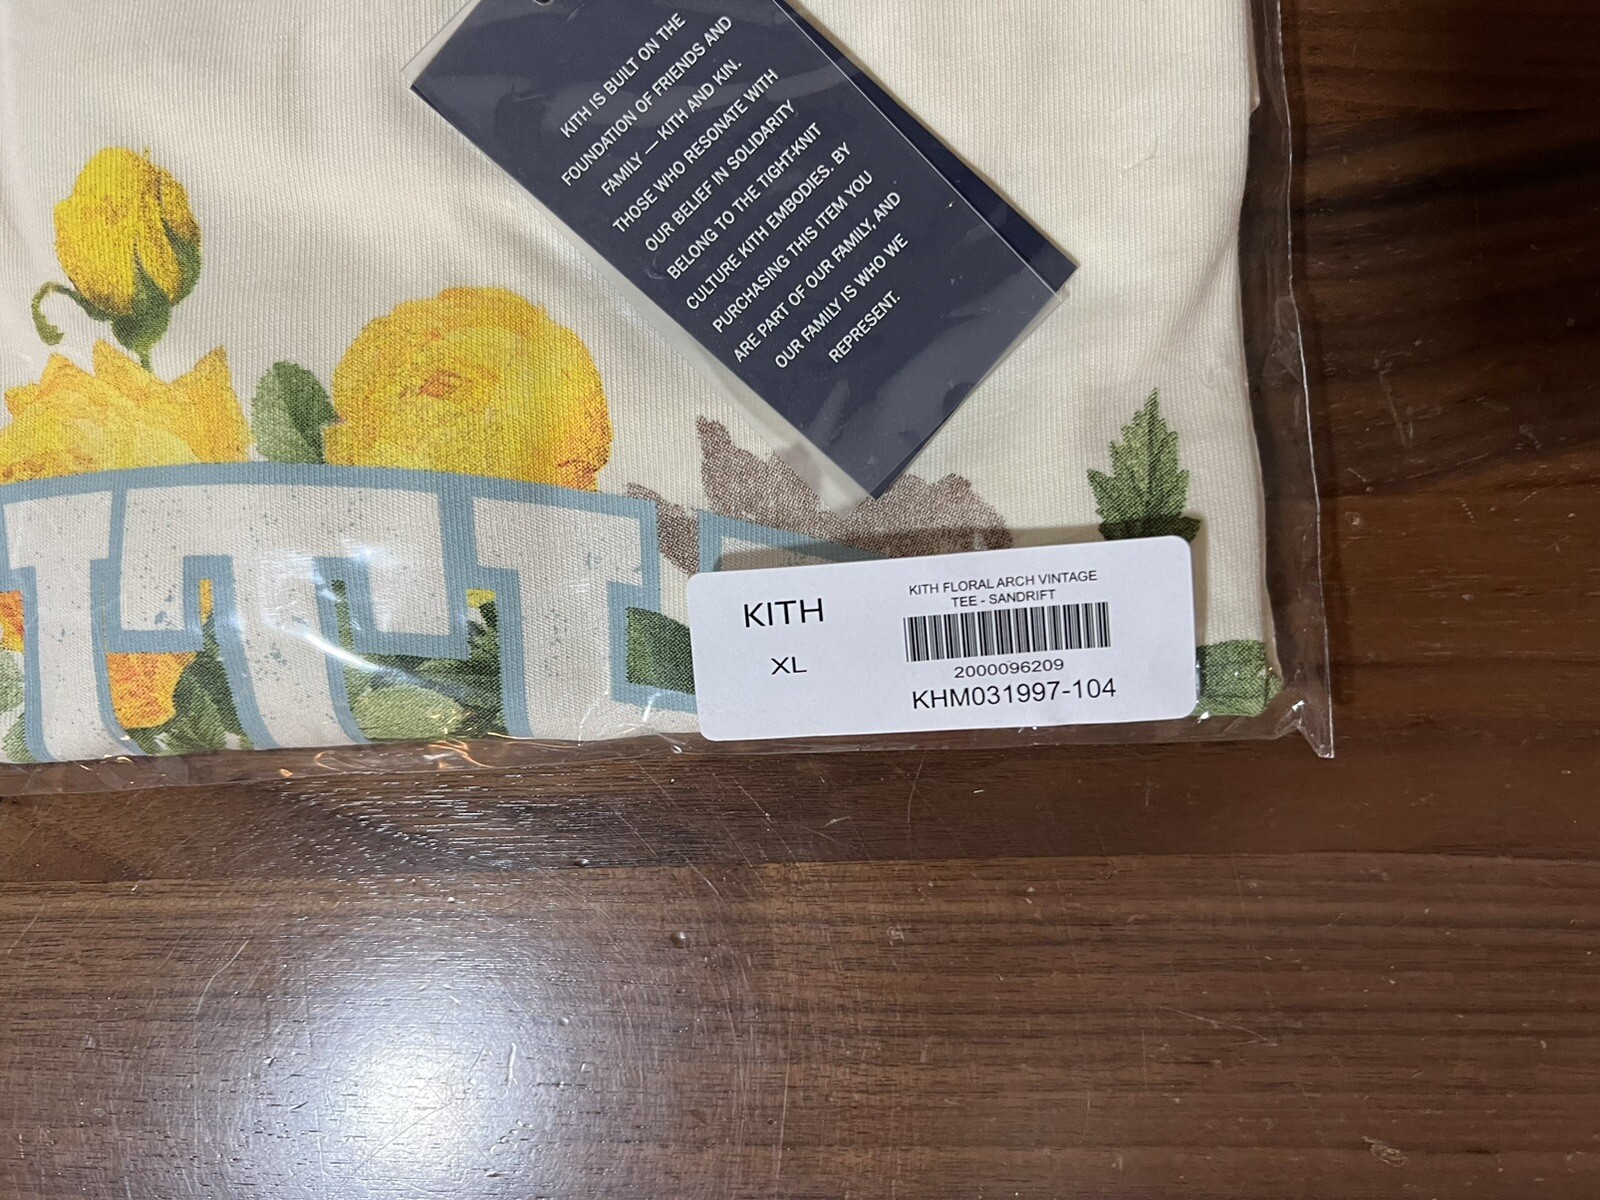 KITH IS BUILT ON THE
FOUNDATION OF FRIENDS AND
FAMILY — KITH AND KIN.
THOSE WHO RESONATE WITH
OUR BELIEF IN SOLIDARITY
BELONG TO THE TIGHT-KNIT
CULTURE KITH EMBODIES. BY
PURCHASING THIS ITEM YOU
ARE PART OF OUR FAMILY, AND
OUR FAMILY IS WHO WE
REPRESENT.
KITH
XL
KITH FLORAL ARCH VINTAGE
TEE - SANDRIFT
2000096209
KHM031997-104